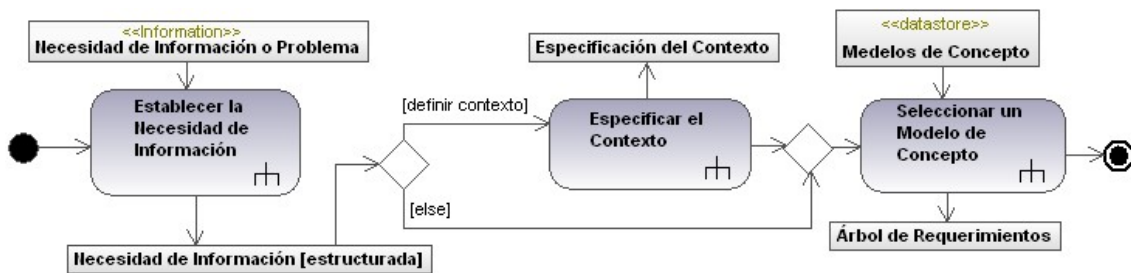 <<Information>>
Necesidad de Información o Problema
Establecer la
Necesidad de
Información
Necesidad de Información [estructurada]
[definir contexto]
[else]
Especificación del Contexto
Especificar el
Contexto
<<datastore>>
Medelos de Concepto
Seleccionar un
Modelo de
Concepto
Árbol de Requerimientos